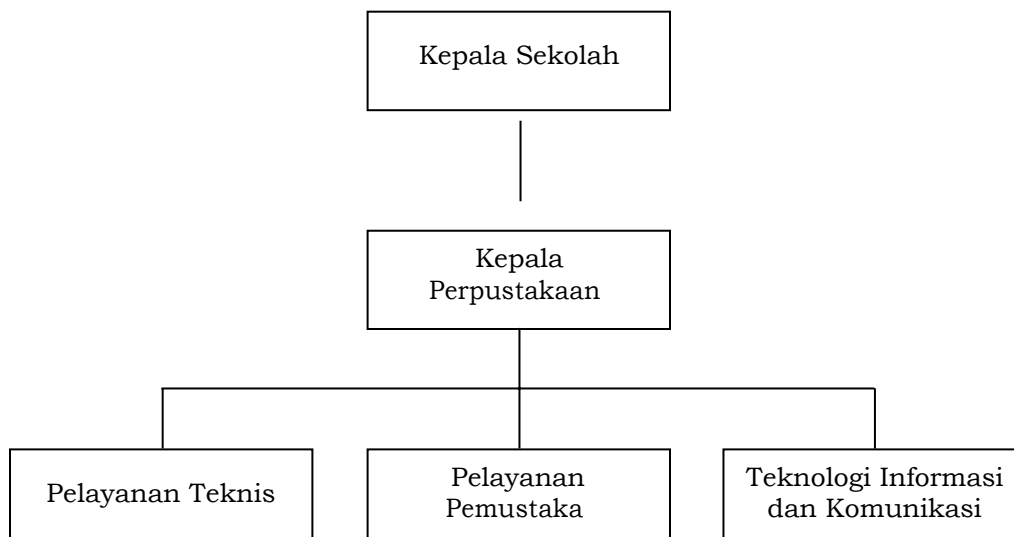 Kepala Sekolah
Kepala
Perpustakaan
Pelayanan Teknis
Pelayanan
Pemustaka
Teknologi Informasi
dan Komunikasi